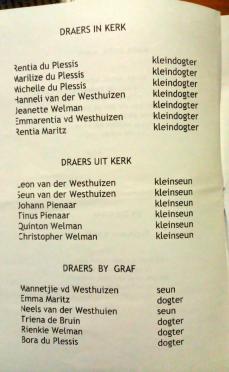 DRAERS IN KERK
Rentia du Plessis kleindogter
Marilize du Plessis kleindogter
Michelle du Plessis kleindogter
Hanneli van der Westhuizen kleindogter
Jeanette Welman kleindogter
Emmarentia vd Westhuizen kleindogter
Rentia Maritz kleindogter
DRAERS UIT KERK
Leon van der Westhuizen kleinseun
Seun van der Westhuizen kleinseun
Johann Pienaar kleinseun
Tinus Pienaar kleinseun
Quinton Welman kleinseun
Christopher Welman kleinseun
DRAERS BY GRAF
Mannetjie vd Westhuizen seun
Emma Maritz dogter
Neels van der Westhuien seun
Triena de Bruin dogter
Rienkie Welman dogter
Bora du Plessis dogter